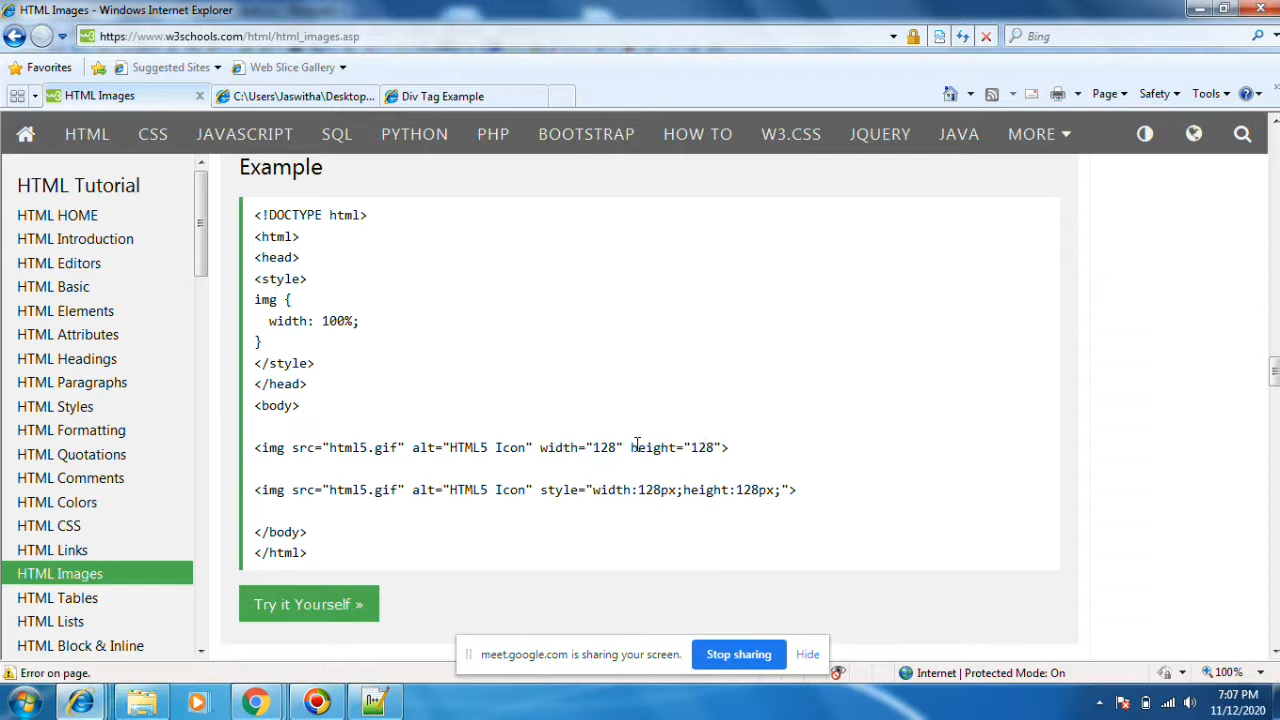 HTML Images - Windows Internet Explorer
https://www.w3schools.com/html/html_images.asp
Bing
Favorites
Suggested Sites
Web Slice Gallery
HTML Images
C:\Users\Jaswitha\Desktop...
Div Tag Example
Page
Safety
Tools
HTML CSS JAVASCRIPT SQL PYTHON PHP BOOTSTRAP HOW TO W3.CSS JQUERY JAVA MORE
HTML Tutorial
HTML HOME
HTML Introduction
HTML Editors
HTML Basic
HTML Elements
HTML Attributes
HTML Headings
HTML Paragraphs
HTML Styles
HTML Formatting
HTML Quotations
HTML Comments
HTML Colors
HTML CSS
HTML Links
HTML Images
HTML Tables
HTML Lists
HTML Block & Inline
Example
<!DOCTYPE html>
<html>
<head>
<style>
img {
  width: 100%;
}
</style>
</head>
<body>
<img src="html5.gif" alt="HTML5 Icon" width="128" height="128">
<img src="html5.gif" alt="HTML5 Icon" style="width:128px;height:128px;">
</body>
</html>
Try it Yourself »
meet.google.com is sharing your screen.
Stop sharing
Hide
Error on page.
Internet | Protected Mode: On
100%
7:07 PM
11/12/2020